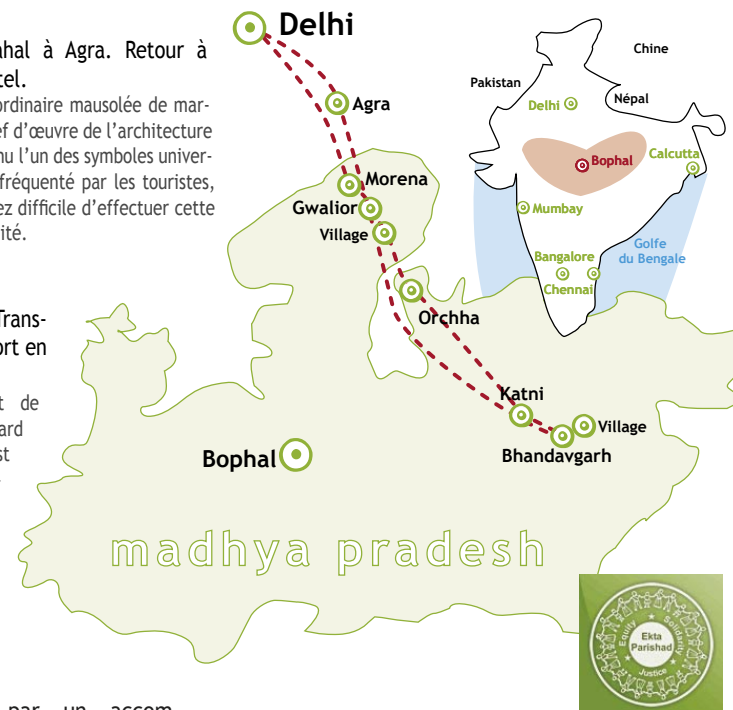 ahal à Agra. Retour à
tel.
ordinaire mausolée de mar-
ef d'œuvre de l'architecture
nu l'un des symboles univer-
fréquenté par les touristes,
ez difficile d'effectuer cette
ité.
Trans-
ort en
t de
ard
st
par un accom
Delhi
Agra
Morena
Gwalior
Village
Orchha
Katni
Village
Bhandavgarh
Bophal
madhya pradesh
Chine
Pakistan
Népal
Delhi
Bophal
Calcutta
Mumbay
Golfe
du Bengale
Bangalore
Chennai
Equity
Solidarity
Justice
Ekta
Parishad